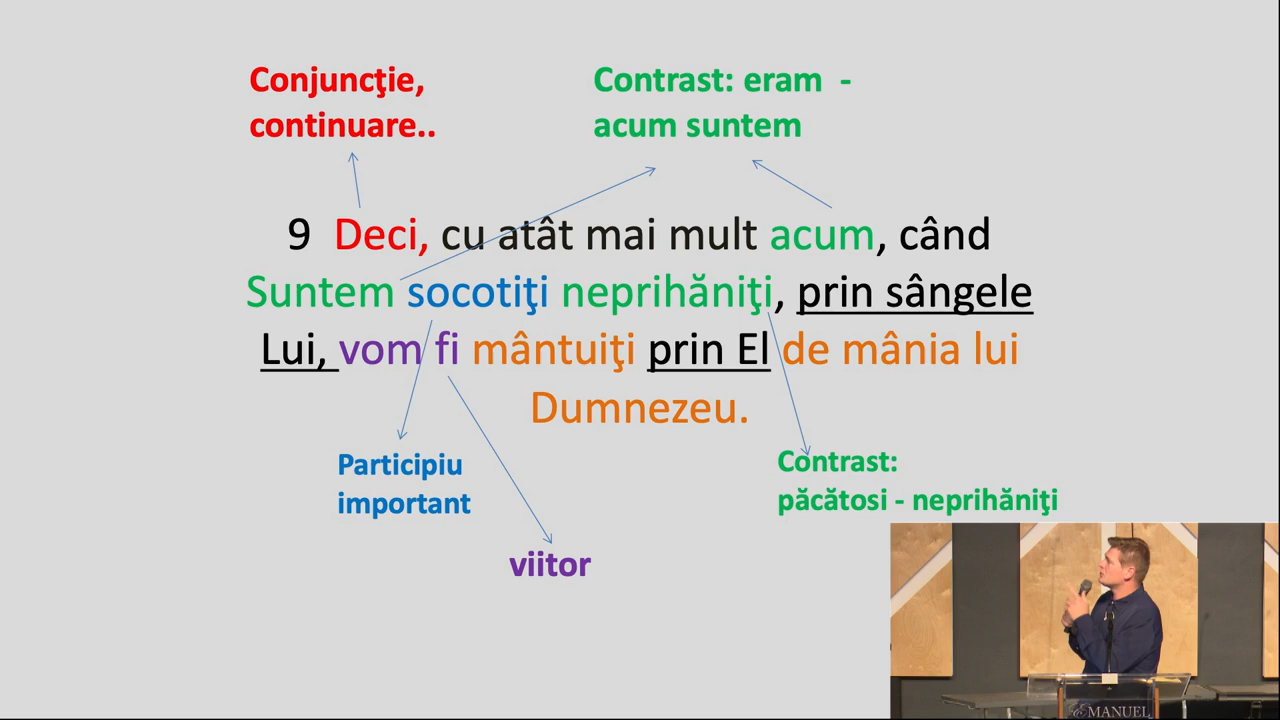 Conjuncţie,
continuare..
Contrast: eram -
acum suntem
9 Deci, cu atât mai mult acum, când
Suntem socotiţi neprihăniţi, prin sângele
Lui, vom fi mântuiţi prin El de mânia lui
Dumnezeu.
Participiu
important
Contrast:
păcătosi - neprihăniţi
viitor
EMANUEL